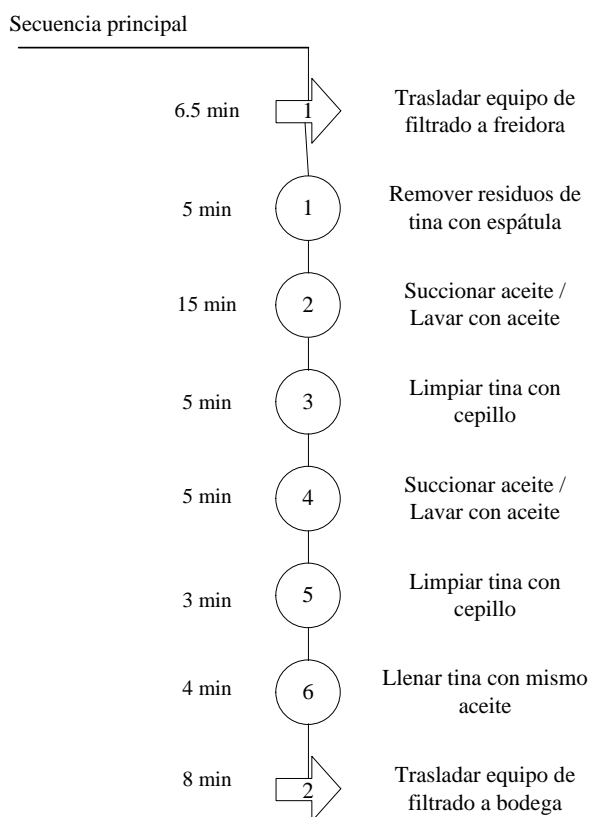 Secuencia principal
6.5 min
1
Trasladar equipo de
filtrado a freidora
5 min
1
Remover residuos de
tina con espátula
15 min
2
Succionar aceite /
Lavar con aceite
5 min
3
Limpiar tina con
cepillo
5 min
4
Succionar aceite /
Lavar con aceite
3 min
5
Limpiar tina con
cepillo
4 min
6
Llenar tina con mismo
aceite
8 min
2
Trasladar equipo de
filtrado a bodega